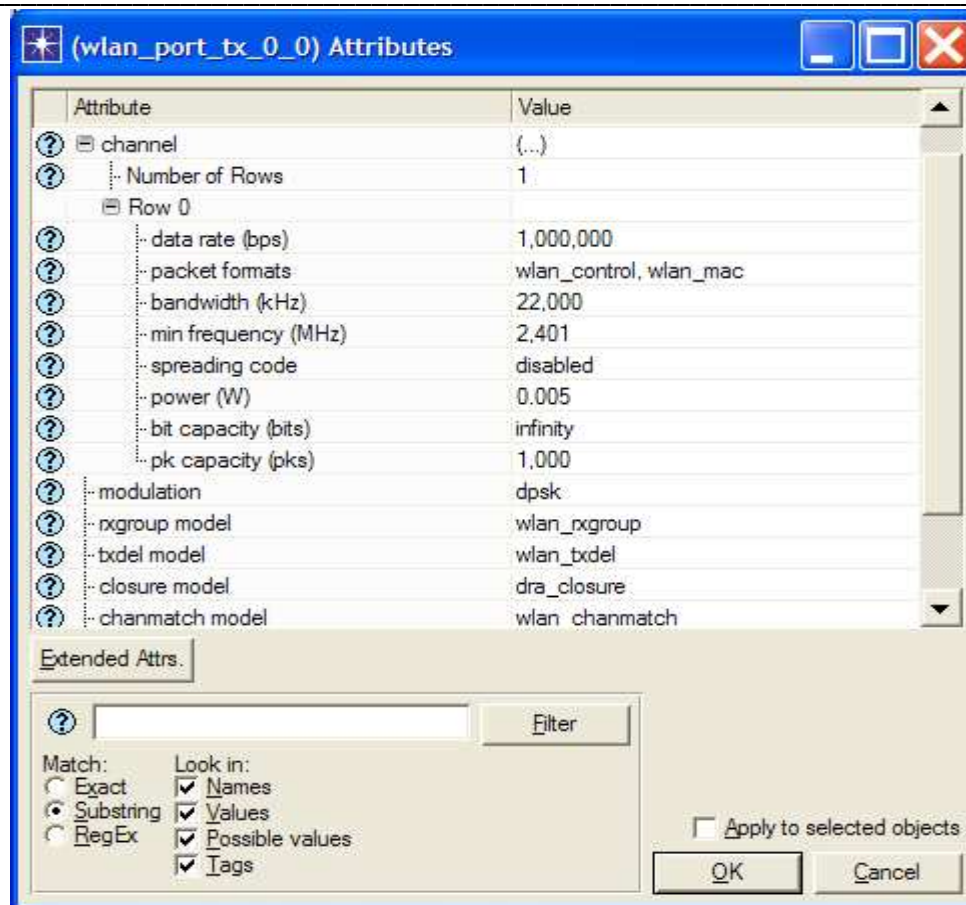 (wlan_port_tx_0_0) Attributes
Attribute Value
channel (...)
Number of Rows 1
Row 0
data rate (bps) 1,000,000
packet formats wlan_control, wlan_mac
bandwidth (kHz) 22,000
min frequency (MHz) 2,401
spreading code disabled
power (W) 0.005
bit capacity (bits) infinity
pk capacity (pks) 1,000
modulation dpsk
rxgroup model wlan_rxgroup
txdel model wlan_txdel
closure model dra_closure
chanmatch model wlan_chanmatch
Extended Attrs.
Filter
Match: Look in:
Exact Names
Substring Values
RegEx Possible values
Tags
Apply to selected objects
OK Cancel